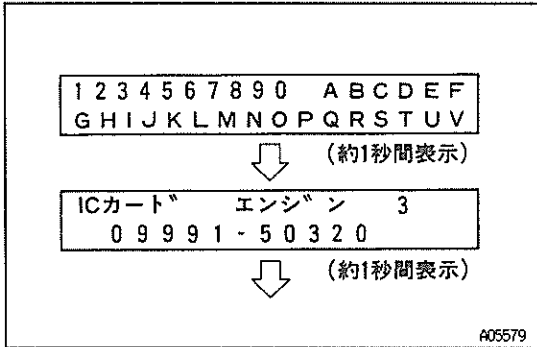 1234567890 ABCDEF
GHIJKLMNOPQRSTUV
(約1秒間表示)
ICカード エンジン 3
09991-50320
(約1秒間表示)
A05579